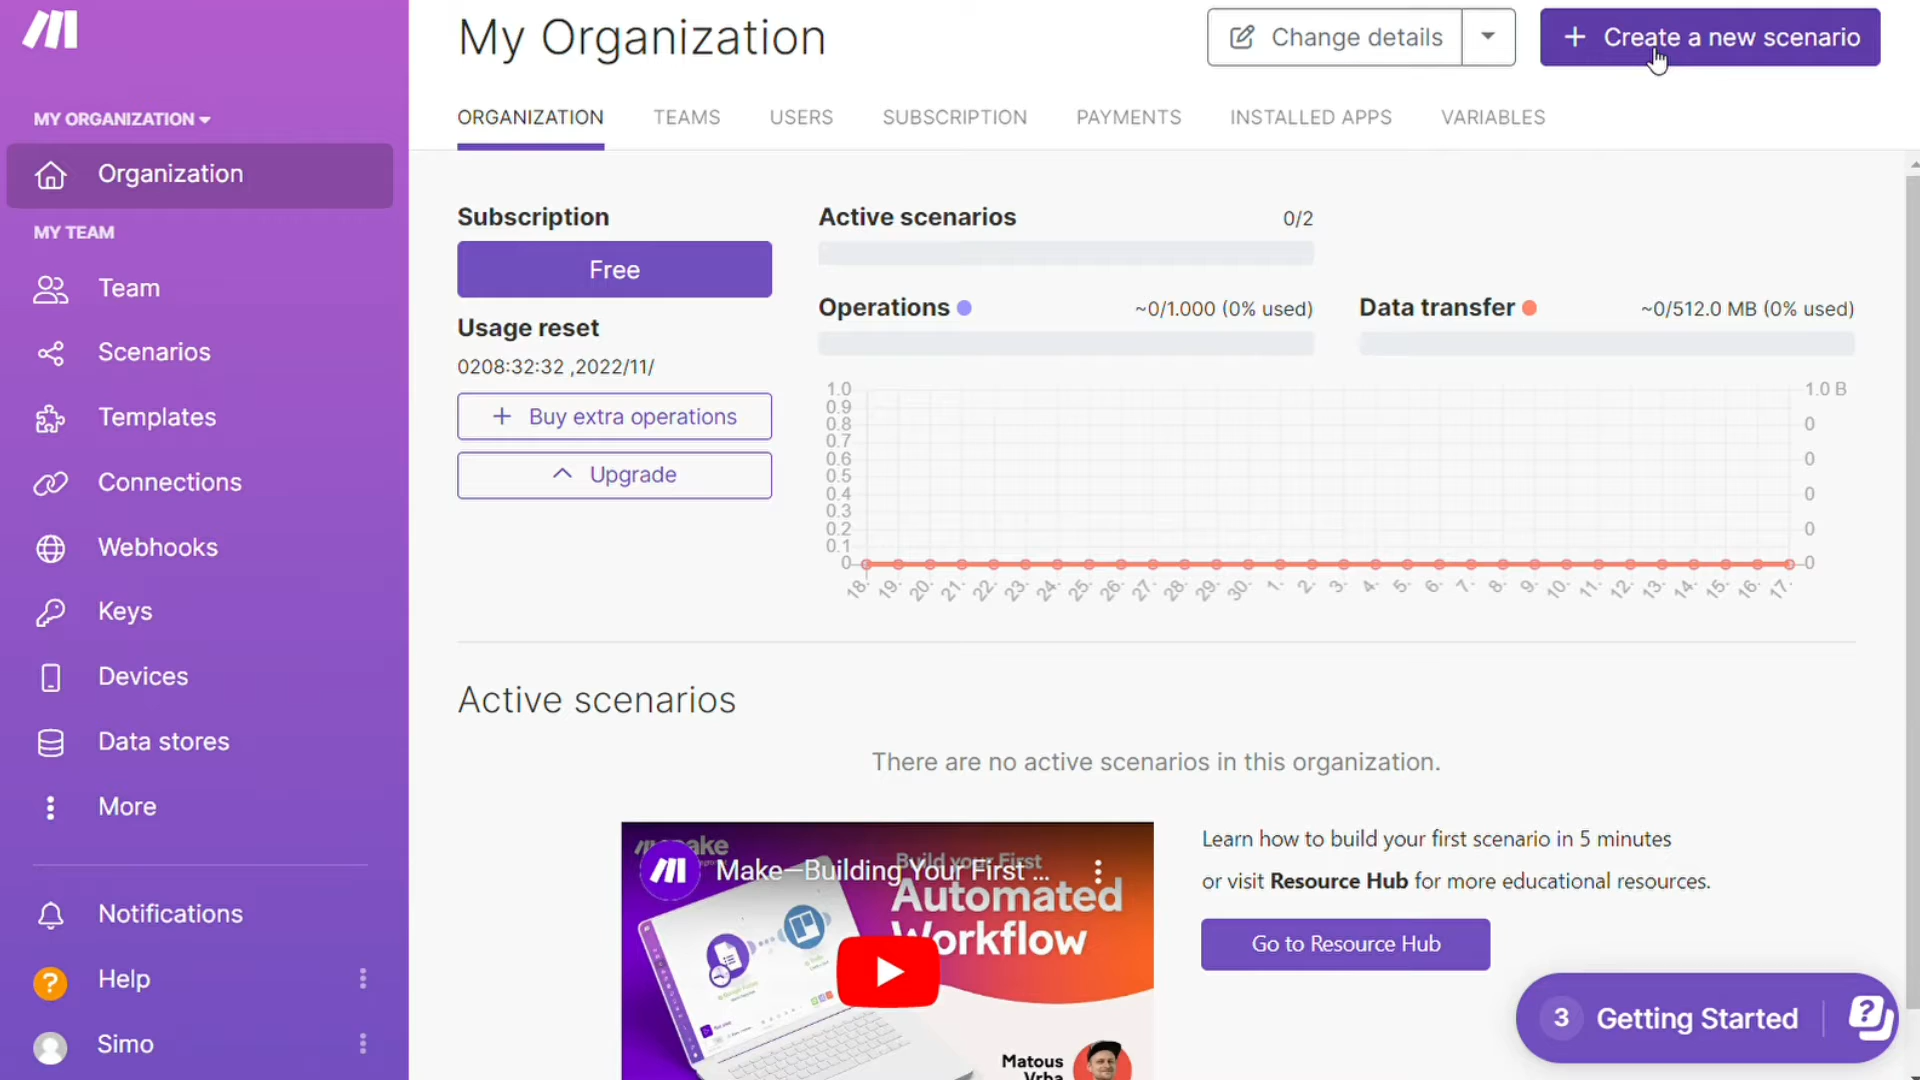 My Organization
Change details
+ Create a new scenario
MY ORGANIZATION
ORGANIZATION
TEAMS
USERS
SUBSCRIPTION
PAYMENTS
INSTALLED APPS
VARIABLES
Organization
MY TEAM
Team
Scenarios
Templates
Connections
Webhooks
Keys
Devices
Data stores
More
Notifications
? Help
Simo
Subscription
Free
Usage reset
0208:32:32 ,2022/11/
+ Buy extra operations
Upgrade
Active scenarios
0/2
Operations
~0/1.000 (0% used)
Data transfer
~0/512.0 MB (0% used)
1.0
0.9
0.8
0.7
0.6
0.5
0.4
0.3
0.2
0.1
0
1.0 B
0
0
0
0
0
18. 19. 20. 21. 22. 23. 24. 25. 26. 27. 28. 29. 30. 1. 2. 3. 4. 5. 6. 7. 8. 9. 10. 11. 12. 13. 14. 15. 16. 17.
Active scenarios
There are no active scenarios in this organization.
make
Make—Building Your First ...
Build your First
Automated
Workflow
Matous
Vrba
Learn how to build your first scenario in 5 minutes
or visit Resource Hub for more educational resources.
Go to Resource Hub
3 Getting Started
?